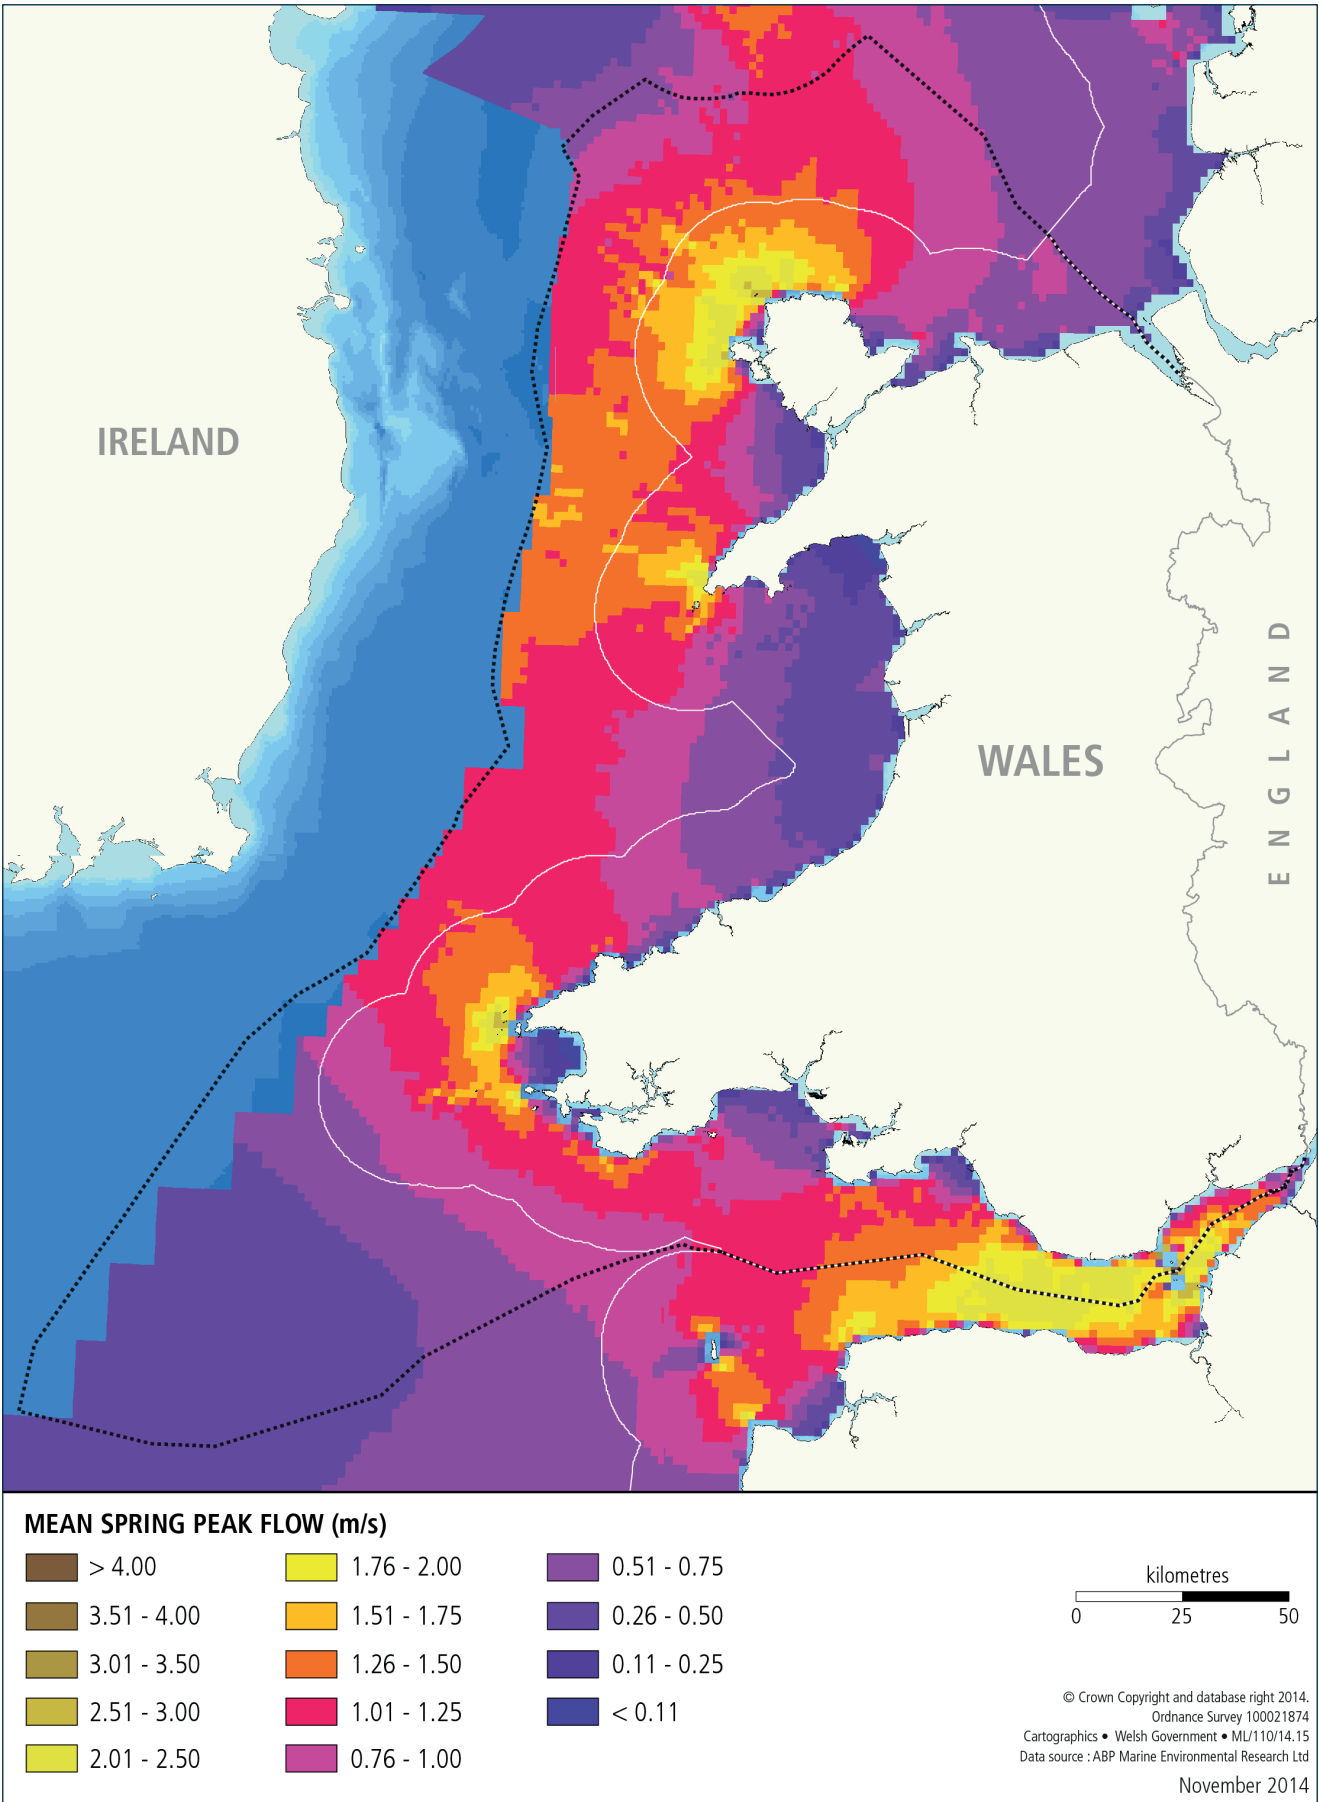 IRELAND
WALES
ENGLAND
MEAN SPRING PEAK FLOW (m/s)
> 4.00
3.51 - 4.00
3.01 - 3.50
2.51 - 3.00
2.01 - 2.50
1.76 - 2.00
1.51 - 1.75
1.26 - 1.50
1.01 - 1.25
0.76 - 1.00
0.51 - 0.75
0.26 - 0.50
0.11 - 0.25
< 0.11
kilometres
0 25 50
© Crown Copyright and database right 2014.
Ordnance Survey 100021874
Cartographics • Welsh Government • ML/110/14.15
Data source : ABP Marine Environmental Research Ltd
November 2014